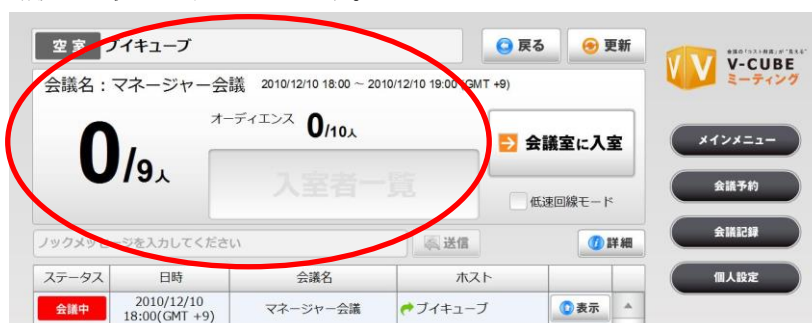 空室 ブイキューブ
戻る
更新
V-CUBE
ミーティング
会議名：マネージャー会議 2010/12/10 18:00 ~ 2010/12/10 19:00 (GMT +9)
0/9人
オーディエンス 0/10人
入室者一覧
会議室に入室
低速回線モード
ノックメッセージを入力してください
送信
詳細
ステータス 日時 会議名 ホスト
会議中 2010/12/10 18:00(GMT +9) マネージャー会議 ブイキューブ 表示
メインメニュー
会議予約
会議記録
個人設定